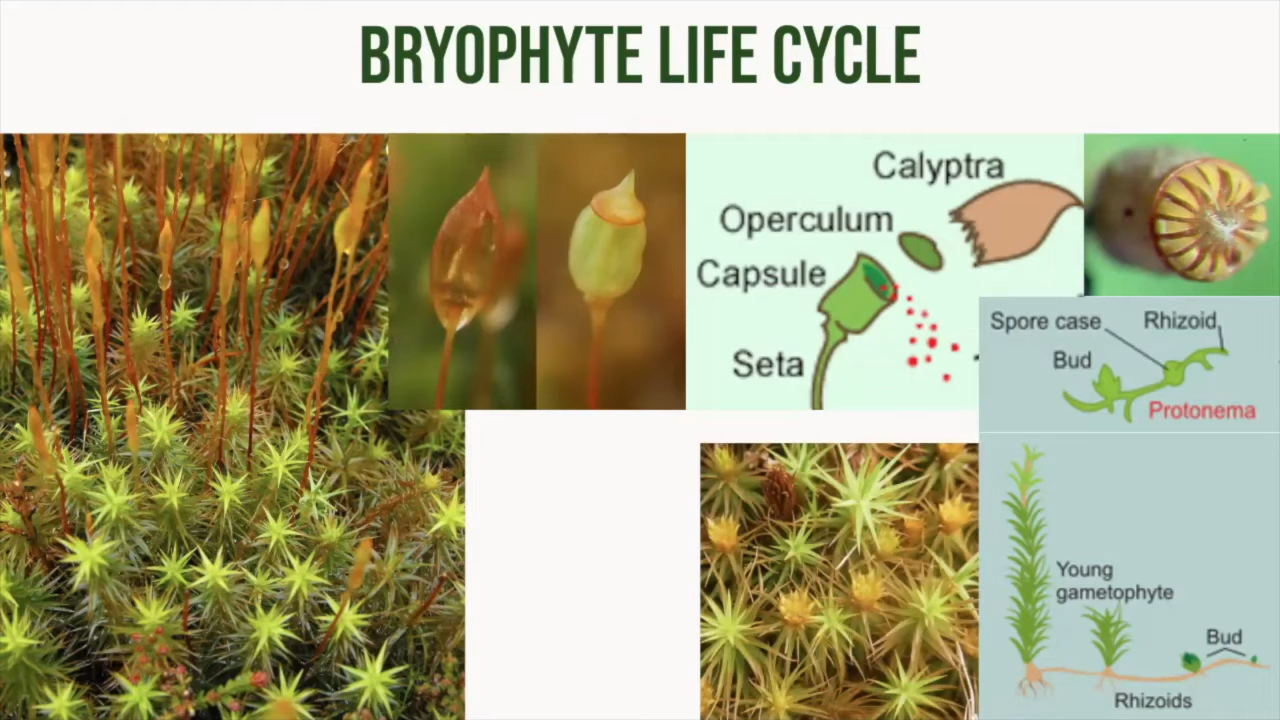 BRYOPHYTE LIFE CYCLE
Calyptra
Operculum
Capsule
Seta
Spore case
Rhizoid
Bud
Protonema
Young
gametophyte
Bud
Rhizoids